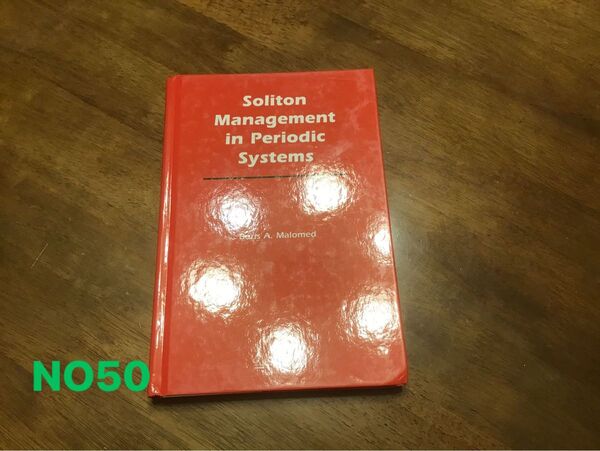 Soliton
Management
in Periodic
Systems
Boris A. Malomed
NO50